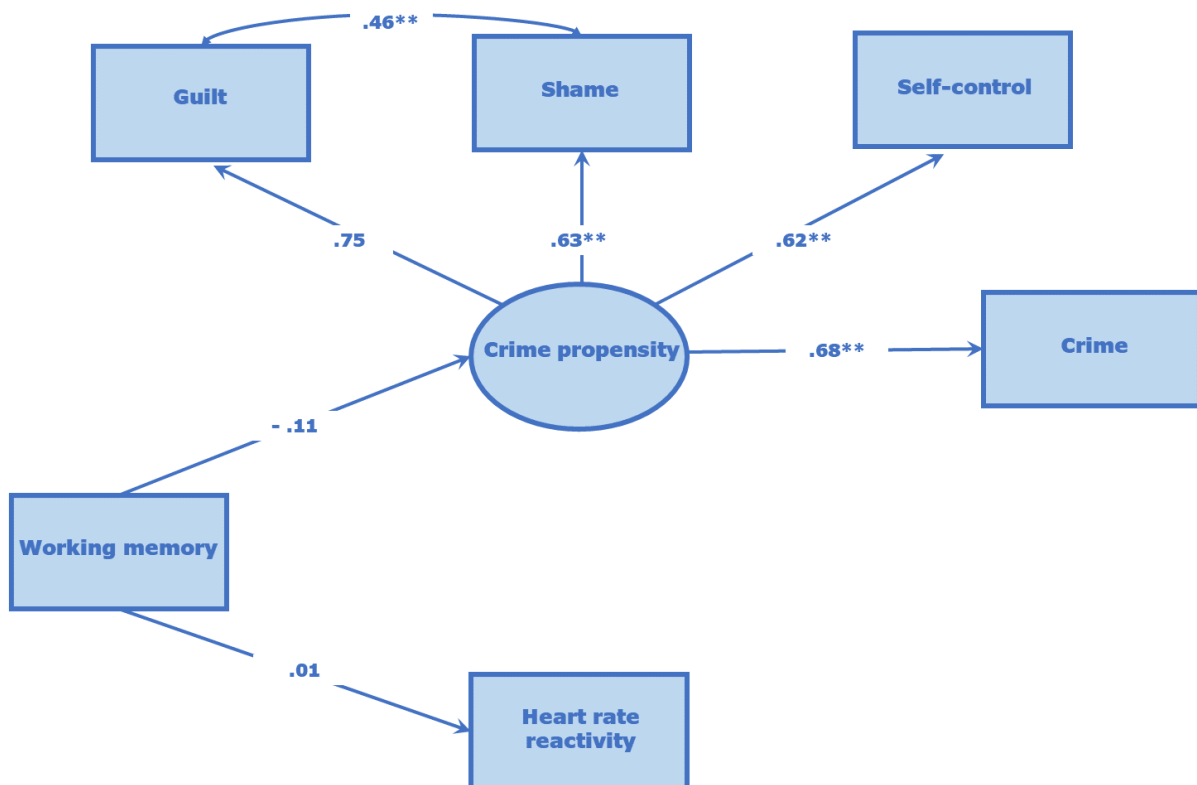 .46**
Guilt
Shame
Self-control
.75
.63**
.62**
Crime propensity
.68**
Crime
- .11
Working memory
.01
Heart rate
reactivity